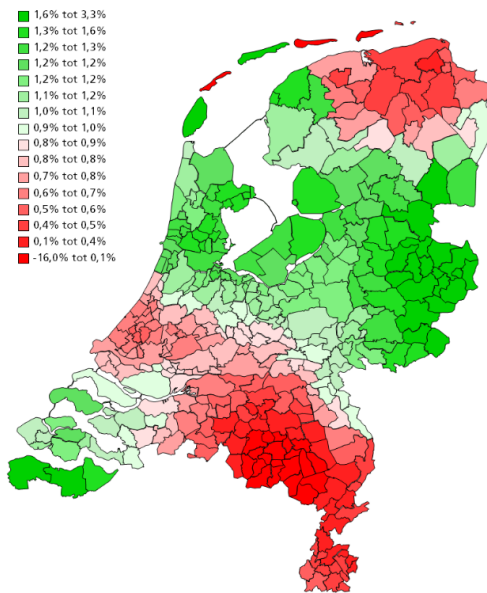 1,6% tot 3,3%
1,3% tot 1,6%
1,2% tot 1,3%
1,2% tot 1,2%
1,2% tot 1,2%
1,1% tot 1,2%
1,0% tot 1,1%
0,9% tot 1,0%
0,8% tot 0,9%
0,8% tot 0,8%
0,7% tot 0,8%
0,6% tot 0,7%
0,5% tot 0,6%
0,4% tot 0,5%
0,1% tot 0,4%
-16,0% tot 0,1%